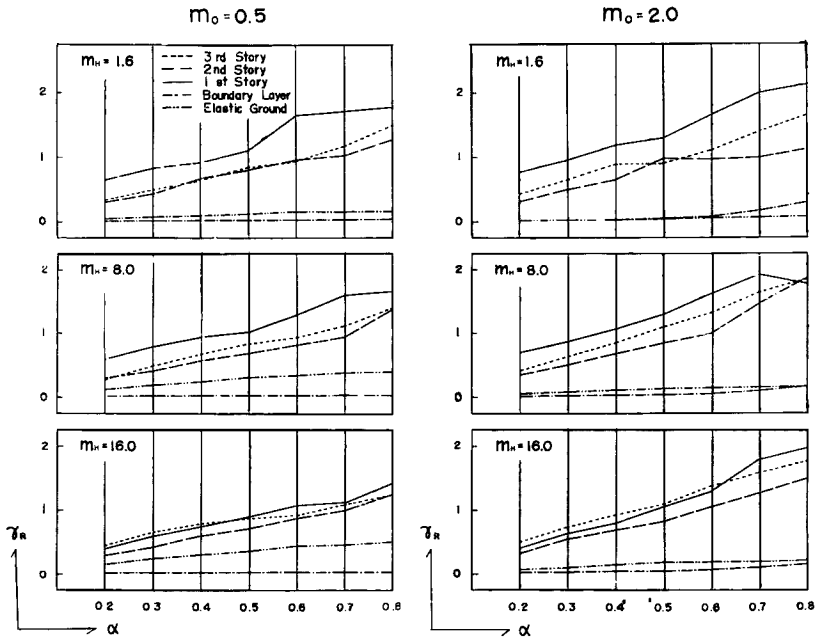 mo = 0.5
mo = 2.0
mH = 1.6
3rd Story
2nd Story
1st Story
Boundary Layer
Elastic Ground
2
1
0
mH = 1.6
2
1
0
mH = 8.0
2
1
0
mH = 8.0
2
1
0
mH = 16.0
2
1
0
mH = 16.0
2
1
0
γR
0.2 0.3 0.4 0.5 0.6 0.7 0.8
α
γR
0.2 0.3 0.4 0.5 0.6 0.7 0.8
α